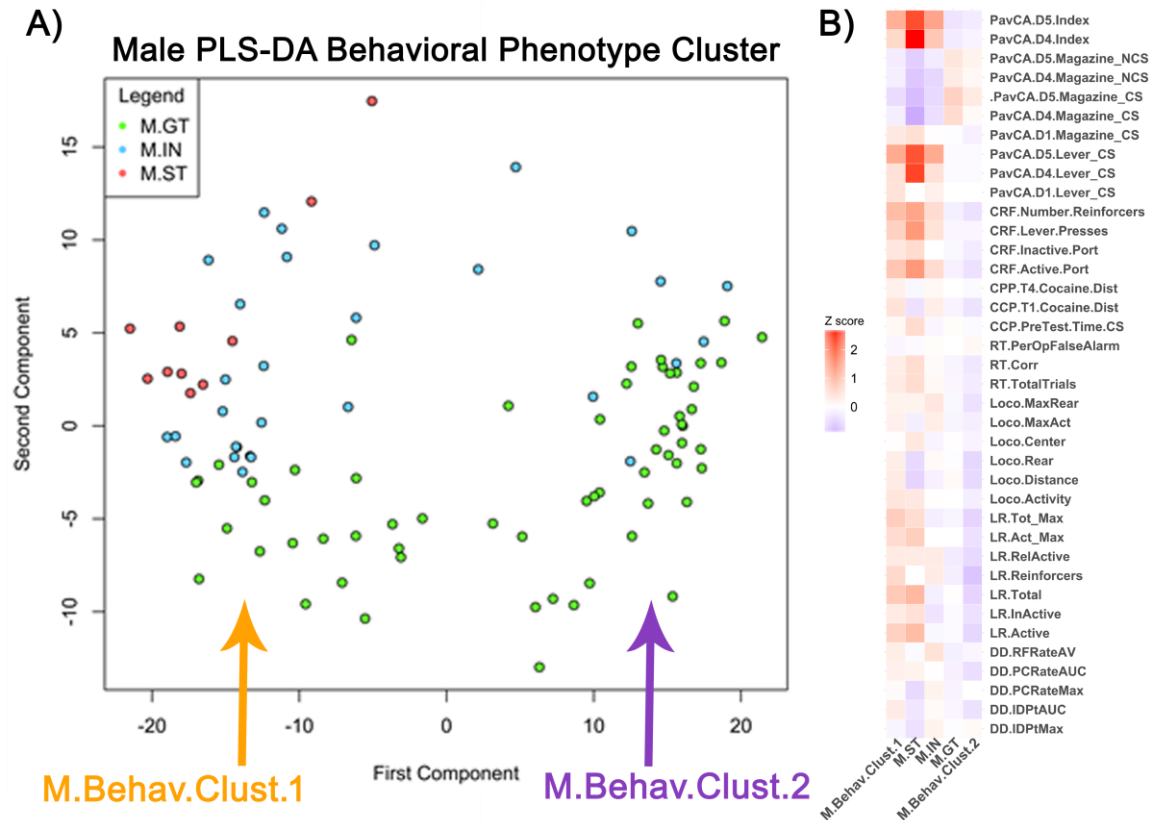 A)
Male PLS-DA Behavioral Phenotype Cluster
Legend
M.GT
M.IN
M.ST
Second Component
15
10
5
0
-5
-10
-20
-10
0
10
20
First Component
M.Behav.Clust.1
M.Behav.Clust.2
B)
PavCA.D5.Index
PavCA.D4.Index
PavCA.D5.Magazine_NCS
PavCA.D4.Magazine_NCS
.PavCA.D5.Magazine_CS
PavCA.D4.Magazine_CS
PavCA.D1.Magazine_CS
PavCA.D5.Lever_CS
PavCA.D4.Lever_CS
PavCA.D1.Lever_CS
CRF.Number.Reinforcers
CRF.Lever.Presses
CRF.Inactive.Port
CRF.Active.Port
CPP.T4.Cocaine.Dist
CCP.T1.Cocaine.Dist
CCP.PreTest.Time.CS
RT.PerOpFalseAlarm
RT.Corr
RT.TotalTrials
Loco.MaxRear
Loco.MaxAct
Loco.Center
Loco.Rear
Loco.Distance
Loco.Activity
LR.Tot_Max
LR.Act_Max
LR.RelActive
LR.Reinforcers
LR.Total
LR.InActive
LR.Active
DD.RFRateAV
DD.PCRateAUC
DD.PCRateMax
DD.IDPtAUC
DD.IDPtMax
Z score
2
1
0
M.Behav.Clust.1
M.ST
M.IN
M.GT
M.Behav.Clust.2